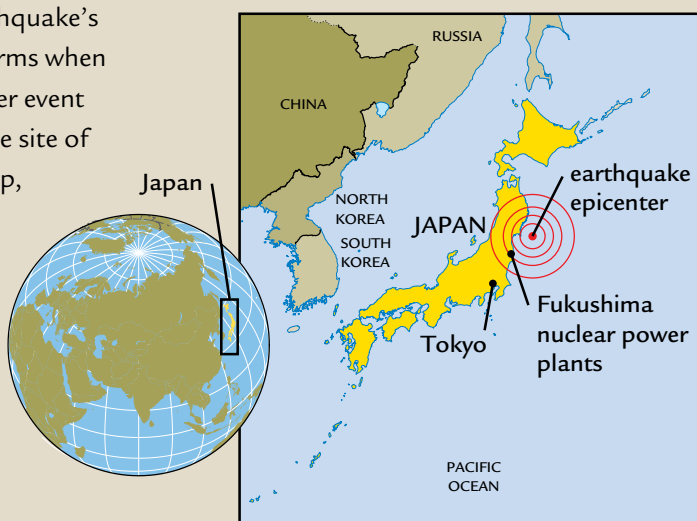 hquake's
rms when
er event
e site of
p,
Japan
RUSSIA
CHINA
NORTH
KOREA
SOUTH
KOREA
JAPAN
earthquake
epicenter
Fukushima
nuclear power
plants
Tokyo
PACIFIC
OCEAN